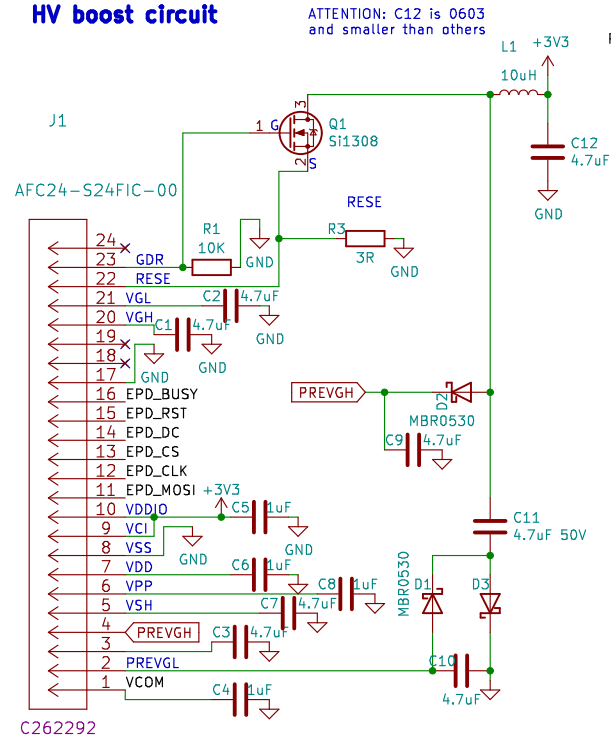 HV boost circuit
ATTENTION: C12 is 0603
and smaller than others
L1
+3V3
10uH
J1
3
1
G
Q1
Si1308
2
S
C12
4.7uF
GND
AFC24-S24FIC-00
RESE
R1
10K
GND
R3
3R
GND
24
23 GDR
22 RESE
21 VGL
C2 4.7uF
GND
20 VGH
C1 4.7uF
GND
19
18
17
GND
16 EPD_BUSY
15 EPD_RST
14 EPD_DC
13 EPD_CS
12 EPD_CLK
11 EPD_MOSI
10 VDDIO
9 VCI
8 VSS
7 VDD
6 VPP
5 VSH
4 PREVGH
3
2 PREVGL
1 VCOM
PREVGH
D2
MBR0530
C9 4.7uF
+3V3
C5 1uF
GND
GND
C11
4.7uF 50V
C6 1uF
C8 1uF
C7 4.7uF
C3 4.7uF
C4 1uF
MBR0530
D1
D3
C10
4.7uF
C262292